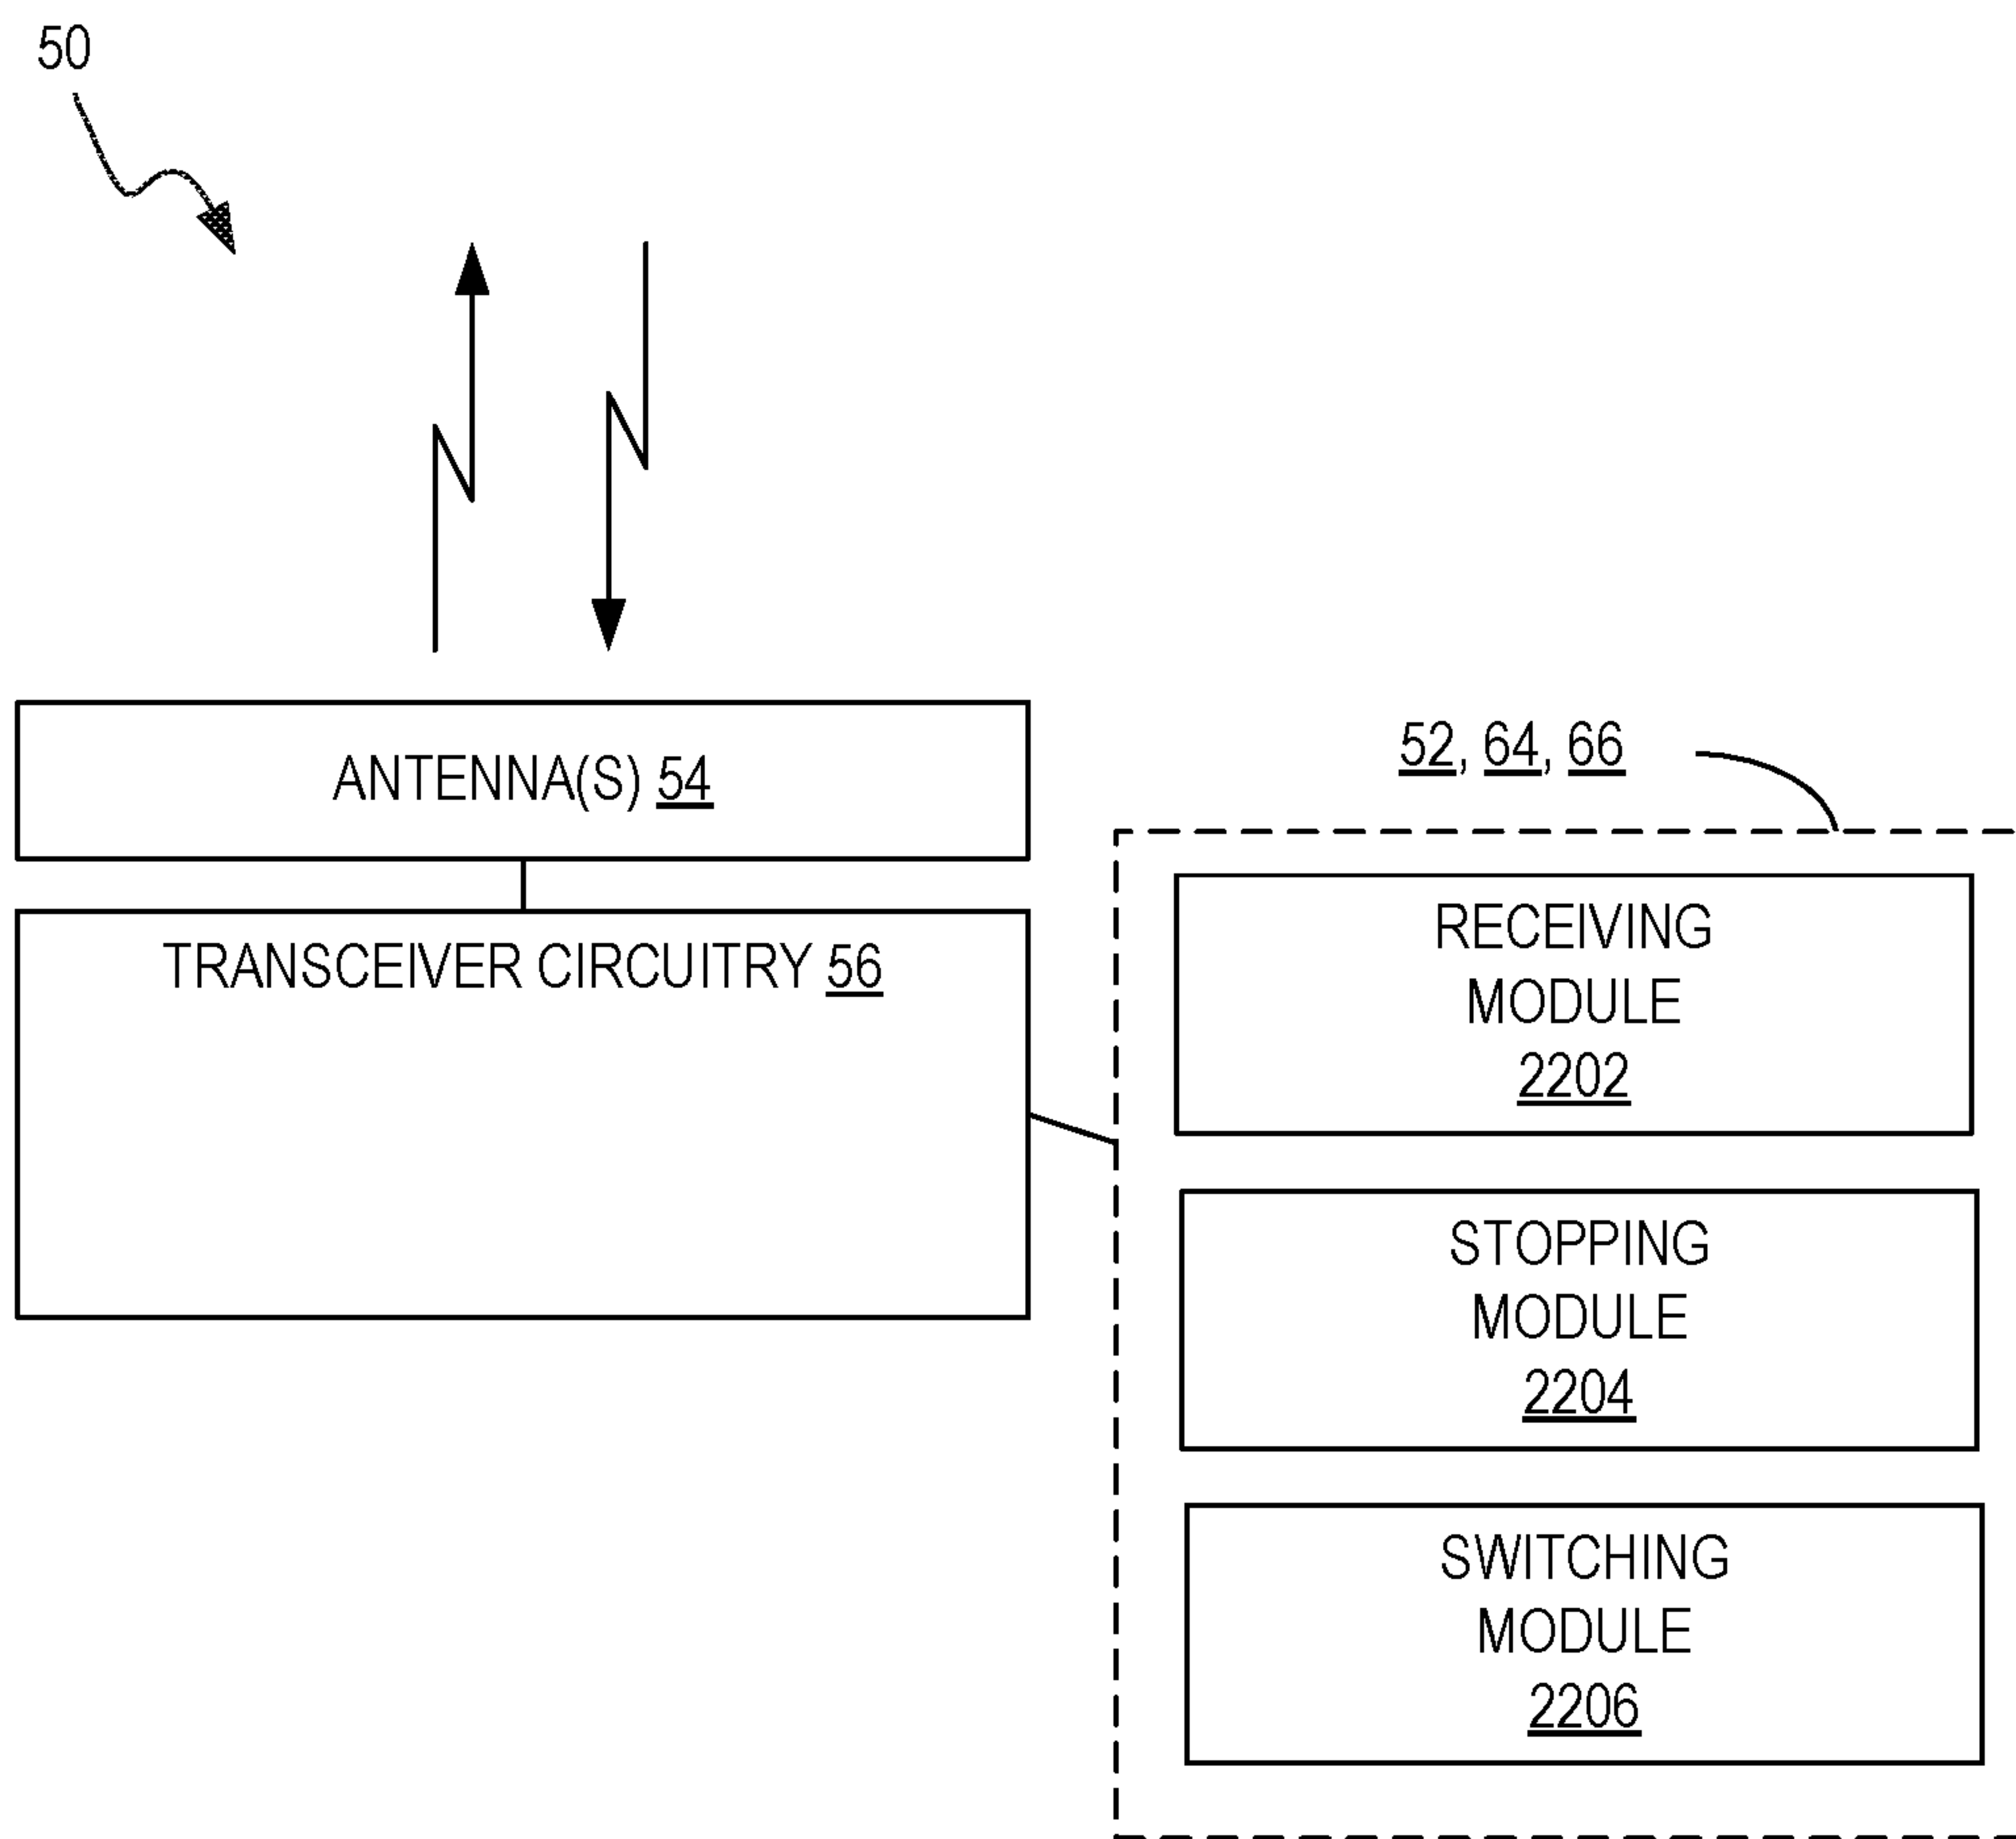 50
ANTENNA(S) 54
52, 64, 66
TRANSCEIVER CIRCUITRY 56
RECEIVING
MODULE
2202
STOPPING
MODULE
2204
SWITCHING
MODULE
2206